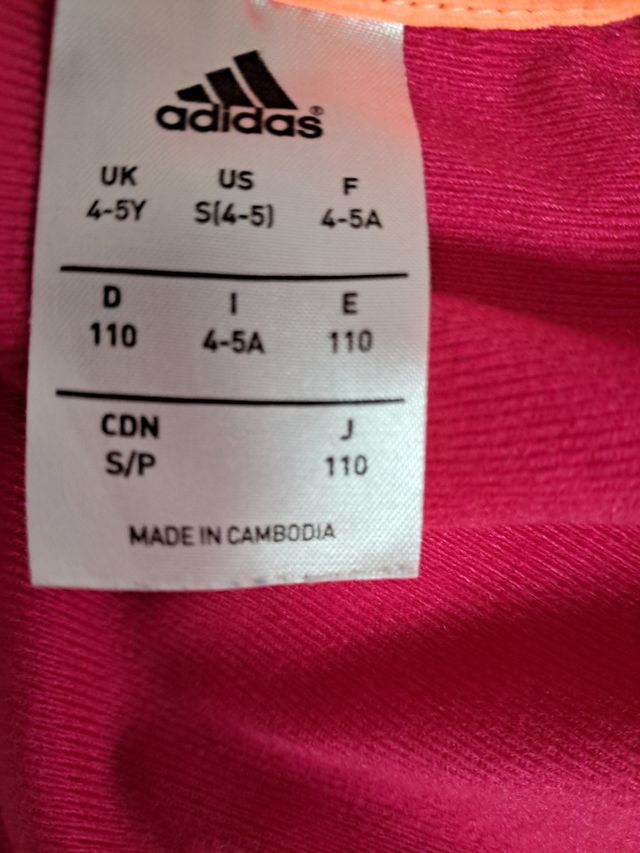 adidas®
UK US F
4-5Y S(4-5) 4-5A
D I E
110 4-5A 110
CDN J
S/P 110
MADE IN CAMBODIA